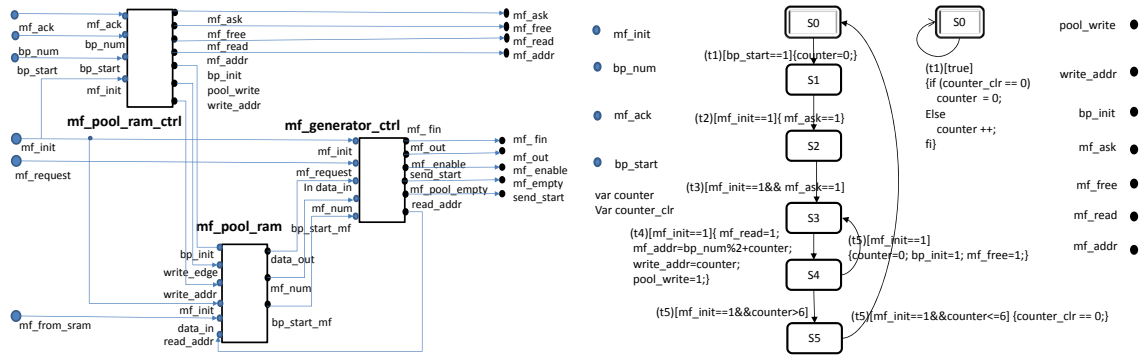 mf_ack
bp_num
bp_start
mf_ack
bp_num
bp_start
mf_init
mf_ask
mf_free
mf_read
mf_addr
bp_init
pool_write
write_addr
mf_ask
mf_free
mf_read
mf_addr
mf_pool_ram_ctrl
mf_init
mf_request
mf_generator_ctrl
mf_init
mf_request
In data_in
mf_num
bp_start_mf
mf_ fin
mf_out
mf_enable
send_start
mf_pool_empty
read_addr
mf_ fin
mf_out
mf_enable
mf_empty
send_start
mf_pool_ram
bp_init
write_edge
write_addr
mf_init
data_in
read_addr
data_out
mf_num
bp_start_mf
mf_from_sram
mf_init
bp_num
mf_ack
bp_start
var counter
Var counter_clr
S0
(t1)[bp_start==1]{counter=0;}
S1
(t2)[mf_init==1]{ mf_ask==1}
S2
(t3)[mf_init==1&& mf_ask==1]
S3
(t4)[mf_init==1]{ mf_read=1;
mf_addr=bp_num%2+counter;
write_addr=counter;
pool_write=1;}
(t5)[mf_init==1]
{counter=0; bp_init=1; mf_free=1;}
S4
(t5)[mf_init==1&&counter>6]
(t5)[mf_init==1&&counter<=6] {counter_clr == 0;}
S5
S0
(t1)[true]
{if (counter_clr == 0)
counter = 0;
Else
counter ++;
fi}
pool_write
write_addr
bp_init
mf_ask
mf_free
mf_read
mf_addr